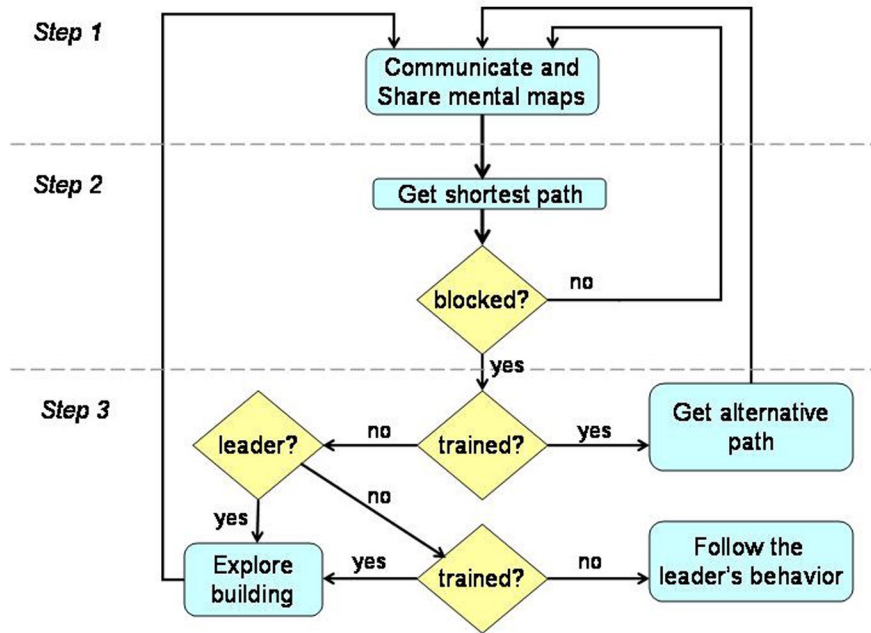 Step 1
Communicate and
Share mental maps
Step 2
Get shortest path
blocked?
no
yes
Step 3
leader?
no
trained?
yes
Get alternative
path
no
yes
Explore
building
yes
trained?
no
Follow the
leader's behavior